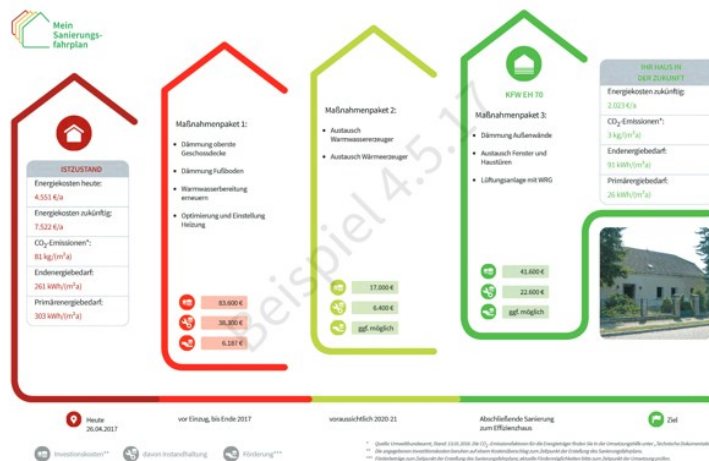 Mein
Sanierungs-
fahrplan
ISTZUSTAND
Energiekosten heute:
4.551 €/a
Energiekosten zukünftig:
7.522 €/a
CO₂-Emissionen*:
81 kg/(m²a)
Endenergiebedarf:
261 kWh/(m²a)
Primärenergiebedarf:
303 kWh/(m²a)
Maßnahmenpaket 1:
• Dämmung oberste
Geschossdecke
• Dämmung Fußboden
• Warmwasserbereitung
erneuern
• Optimierung und Einstellung
Heizung
83.600 €
38.300 €
6.187 €
Maßnahmenpaket 2:
• Austausch
Warmwassererzeuger
• Austausch Wärmeerzeuger
17.000 €
6.400 €
ggf. möglich
KFW EH 70
Maßnahmenpaket 3:
• Dämmung Außenwände
• Austausch Fenster und
Haustüren
• Lüftungsanlage mit WRG
41.600 €
22.600 €
ggf. möglich
IHR HAUS IN
DER ZUKUNFT
Energiekosten zukünftig:
2.023 €/a
CO₂-Emissionen*:
3 kg/(m²a)
Endenergiebedarf:
91 kWh/(m²a)
Primärenergiebedarf:
26 kWh/(m²a)
Beispiel 4.5.17
Heute
26.04.2017
vor Einzug, bis Ende 2017
voraussichtlich 2020-21
Abschließende Sanierung
zum Effizienzhaus
Ziel
Investitionskosten**
davon Instandhaltung
Förderung***